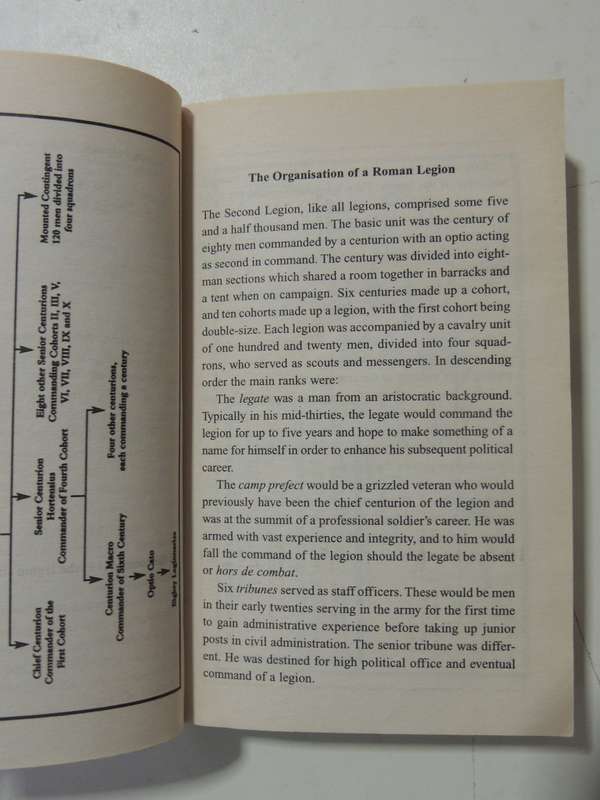 Mounted Contingent
120 men divided into
four squadrons
Eight other Senior Centurions
Commanding Cohorts II, III, V,
VI, VII, VIII, IX and X
Senior Centurion
Hortensius
Commander of Fourth Cohort
Chief Centurion
Commander of the
First Cohort
Four other centurions,
each commanding a century
Centurion Macro
Commander of Sixth Century
Optio Cato
Eighty Legionaries
The Organisation of a Roman Legion
The Second Legion, like all legions, comprised some five
and a half thousand men. The basic unit was the century of
eighty men commanded by a centurion with an optio acting
as second in command. The century was divided into eight-
man sections which shared a room together in barracks and
a tent when on campaign. Six centuries made up a cohort,
and ten cohorts made up a legion, with the first cohort being
double-size. Each legion was accompanied by a cavalry unit
of one hundred and twenty men, divided into four squad-
rons, who served as scouts and messengers. In descending
order the main ranks were:
The legate was a man from an aristocratic background.
Typically in his mid-thirties, the legate would command the
legion for up to five years and hope to make something of a
name for himself in order to enhance his subsequent political
career.
The camp prefect would be a grizzled veteran who would
previously have been the chief centurion of the legion and
was at the summit of a professional soldier's career. He was
armed with vast experience and integrity, and to him would
fall the command of the legion should the legate be absent
or hors de combat.
Six tribunes served as staff officers. These would be men
in their early twenties serving in the army for the first time
to gain administrative experience before taking up junior
posts in civil administration. The senior tribune was differ-
ent. He was destined for high political office and eventual
command of a legion.